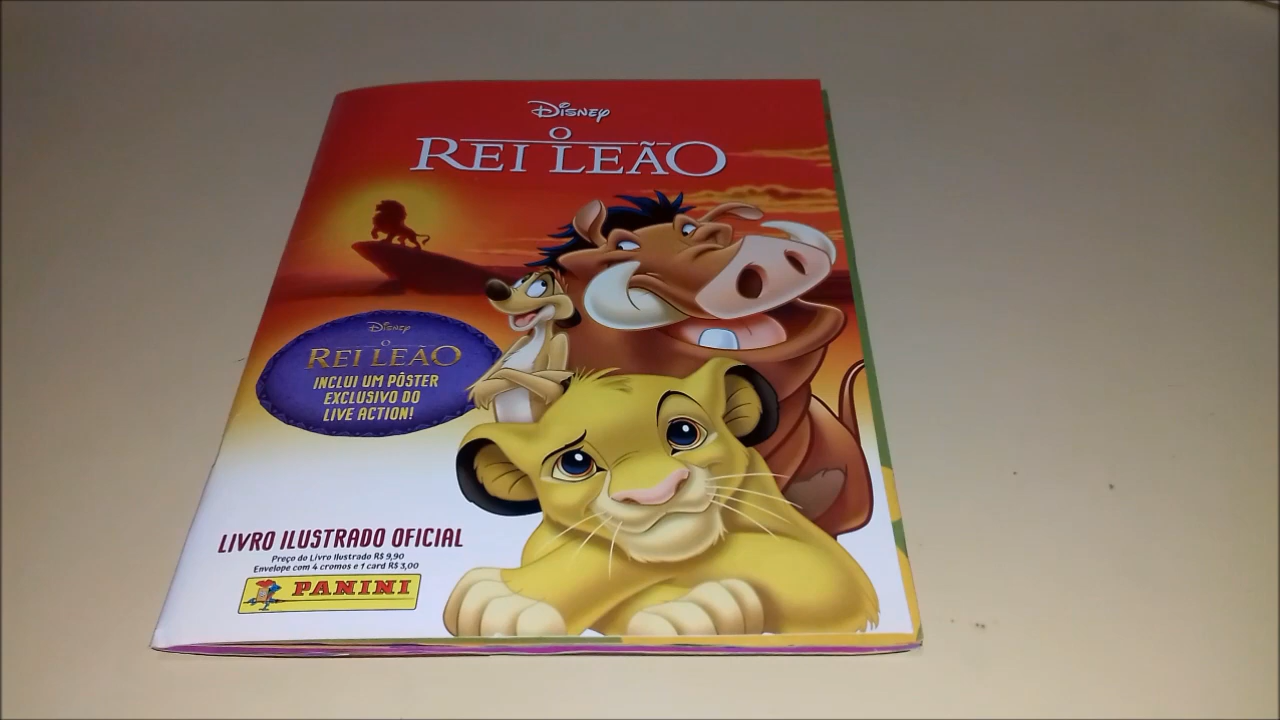 Disney
O
REI LEÃO
Disney
O
REI LEÃO
INCLUI UM PÔSTER
EXCLUSIVO DO
LIVE ACTION!
LIVRO ILUSTRADO OFICIAL
Preço do Livro Ilustrado R$ 9,90
Envelope com 4 cromos e 1 card R$ 3,00
PANINI